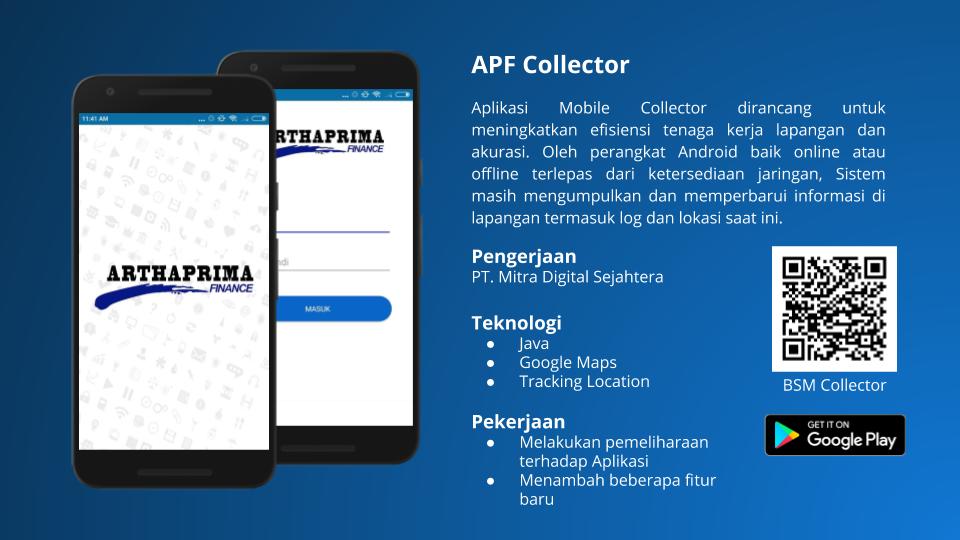 APF Collector
Aplikasi Mobile Collector dirancang untuk
meningkatkan efisiensi tenaga kerja lapangan dan
akurasi. Oleh perangkat Android baik online atau
offline terlepas dari ketersediaan jaringan, Sistem
masih mengumpulkan dan memperbarui informasi di
lapangan termasuk log dan lokasi saat ini.
Pengerjaan
PT. Mitra Digital Sejahtera
Teknologi
● Java
● Google Maps
● Tracking Location
Pekerjaan
● Melakukan pemeliharaan
terhadap Aplikasi
● Menambah beberapa fitur
baru
BSM Collector
GET IT ON
Google Play
11:41 AM
ARTHAPRIMA
FINANCE
RTHAPRIMA
FINANCE
ndi
MASUK